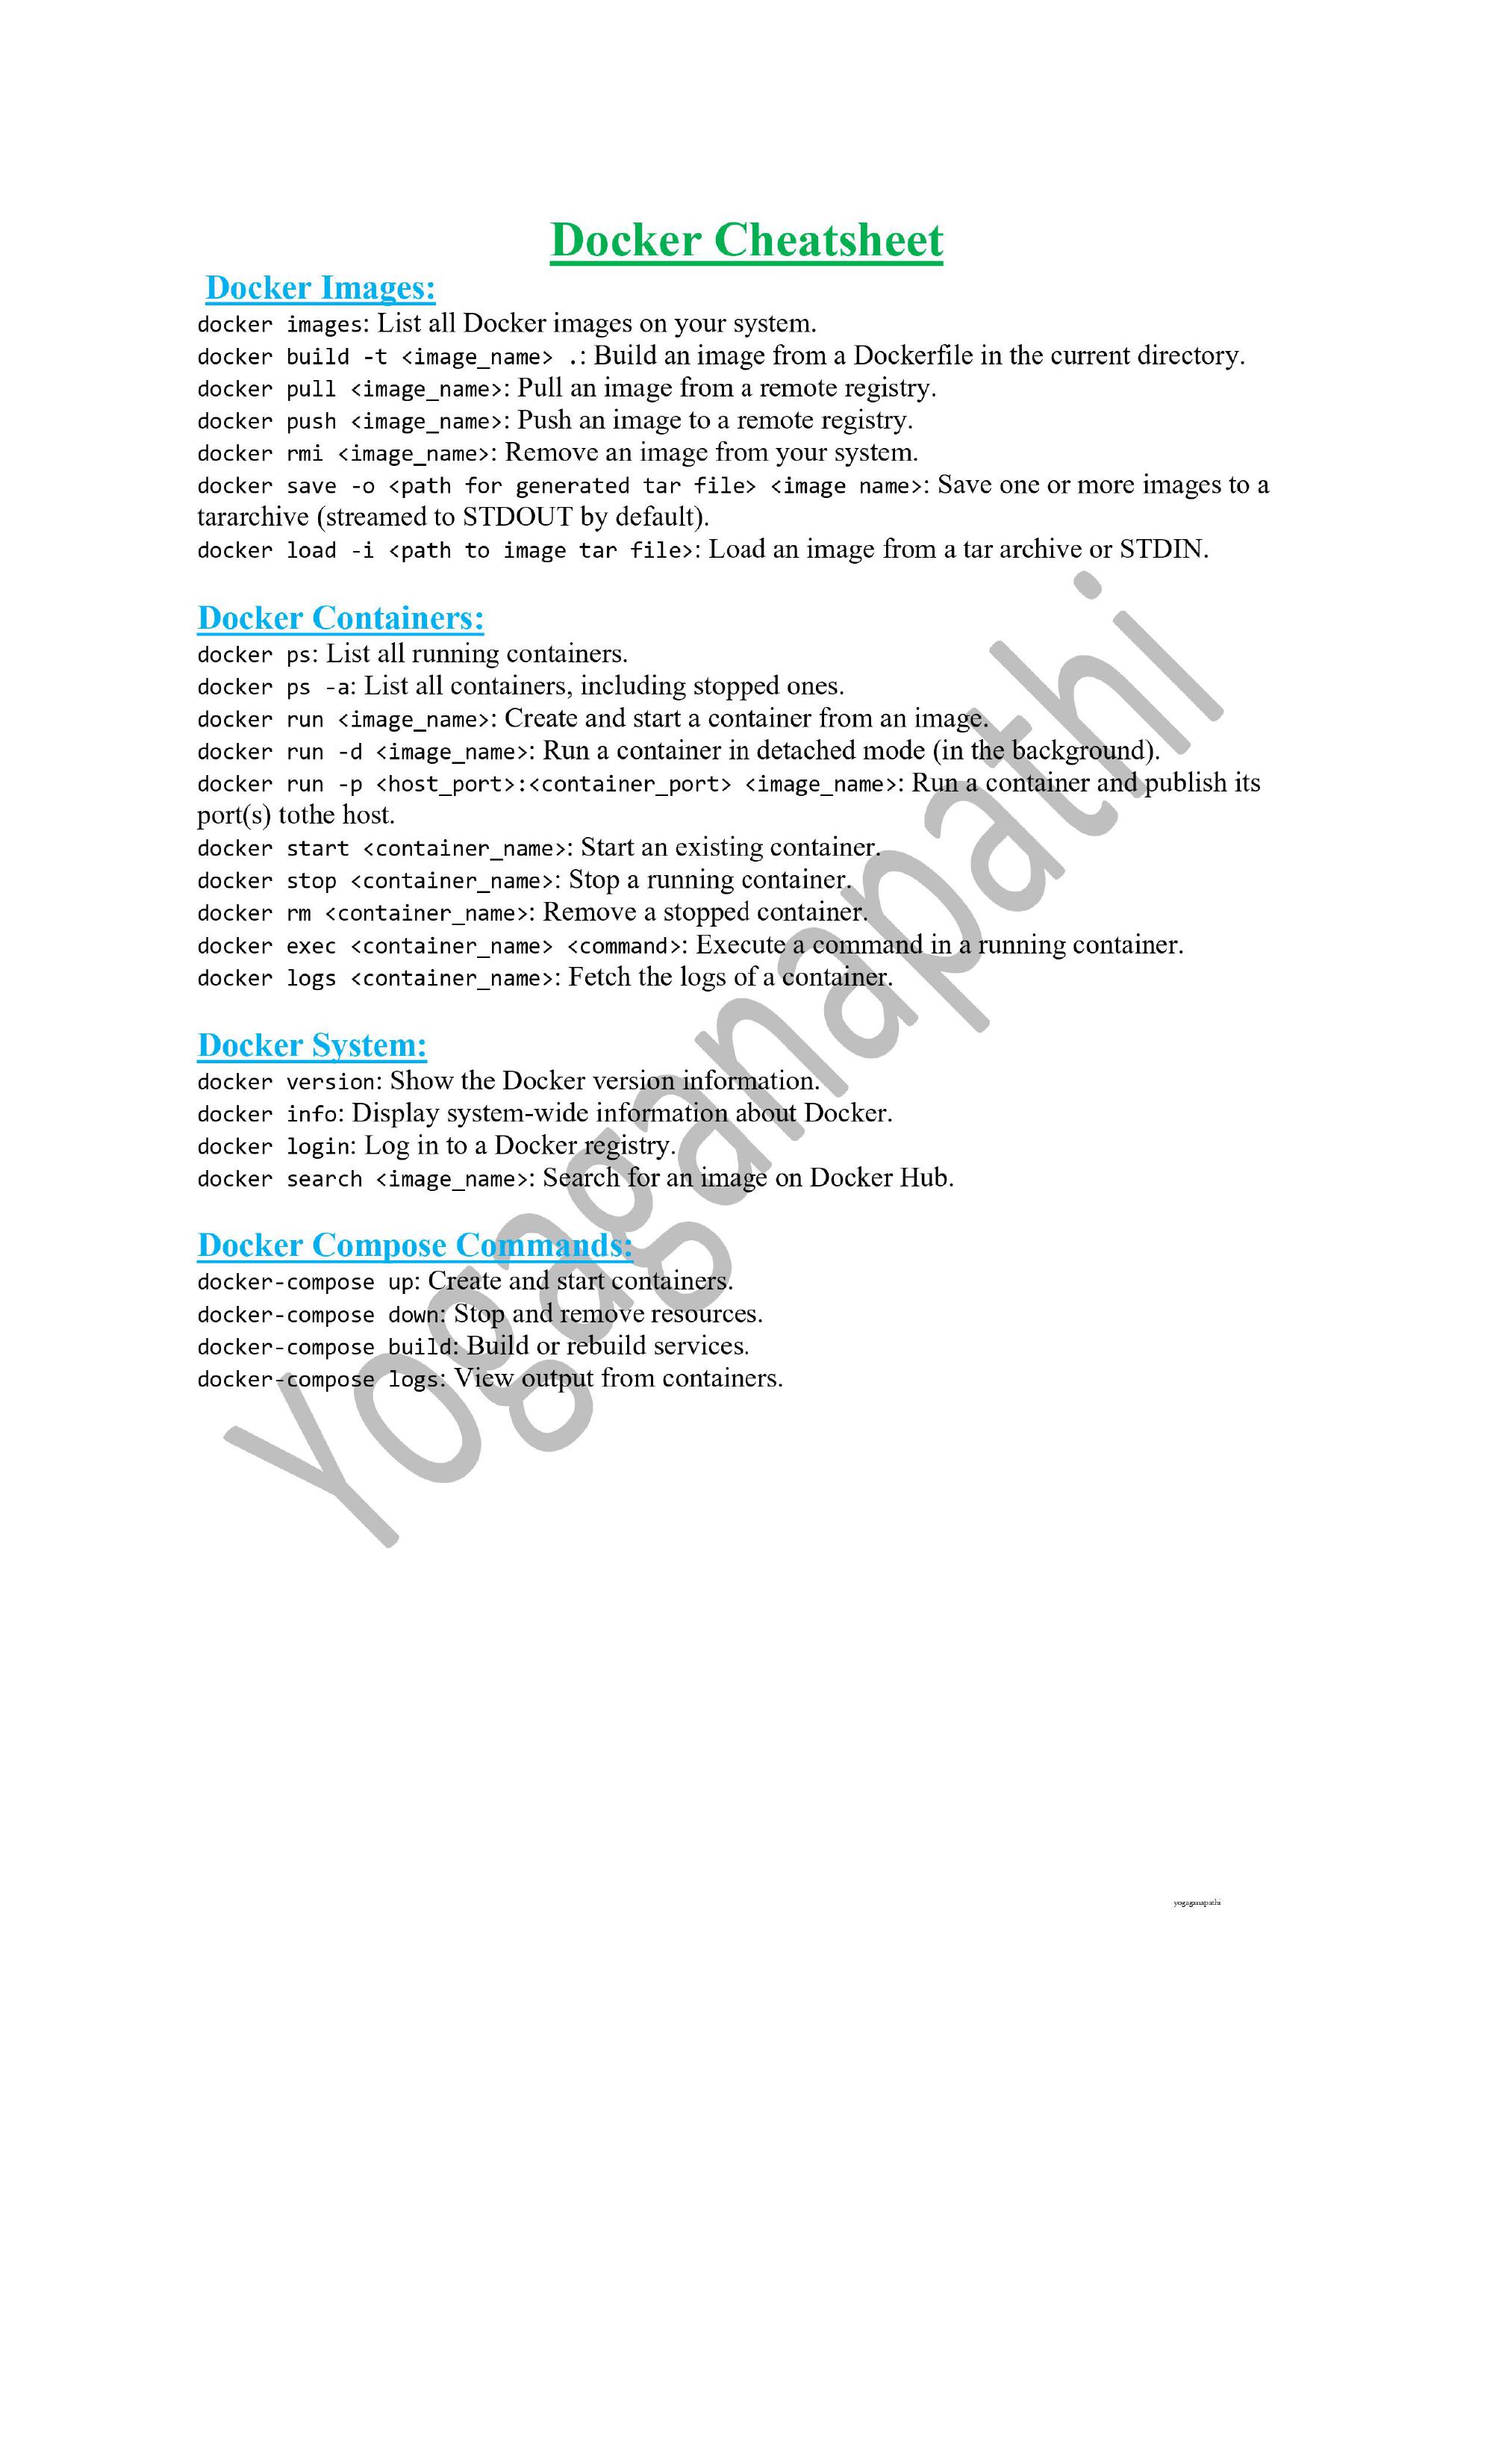 Docker Cheatsheet
Docker Images:
docker images: List all Docker images on your system.
docker build -t <image_name> .: Build an image from a Dockerfile in the current directory.
docker pull <image_name>: Pull an image from a remote registry.
docker push <image_name>: Push an image to a remote registry.
docker rmi <image_name>: Remove an image from your system.
docker save -o <path for generated tar file> <image name>: Save one or more images to a
tararchive (streamed to STDOUT by default).
docker load -i <path to image tar file>: Load an image from a tar archive or STDIN.
Docker Containers:
docker ps: List all running containers.
docker ps -a: List all containers, including stopped ones.
docker run <image_name>: Create and start a container from an image.
docker run -d <image_name>: Run a container in detached mode (in the background).
docker run -p <host_port>:<container_port> <image_name>: Run a container and publish its
port(s) tothe host.
docker start <container_name>: Start an existing container.
docker stop <container_name>: Stop a running container.
docker rm <container_name>: Remove a stopped container.
docker exec <container_name> <command>: Execute a command in a running container.
docker logs <container_name>: Fetch the logs of a container.
Docker System:
docker version: Show the Docker version information.
docker info: Display system-wide information about Docker.
docker login: Log in to a Docker registry.
docker search <image_name>: Search for an image on Docker Hub.
Docker Compose Commands:
docker-compose up: Create and start containers.
docker-compose down: Stop and remove resources.
docker-compose build: Build or rebuild services.
docker-compose logs: View output from containers.
Yogaganapathi
yogaganapathi